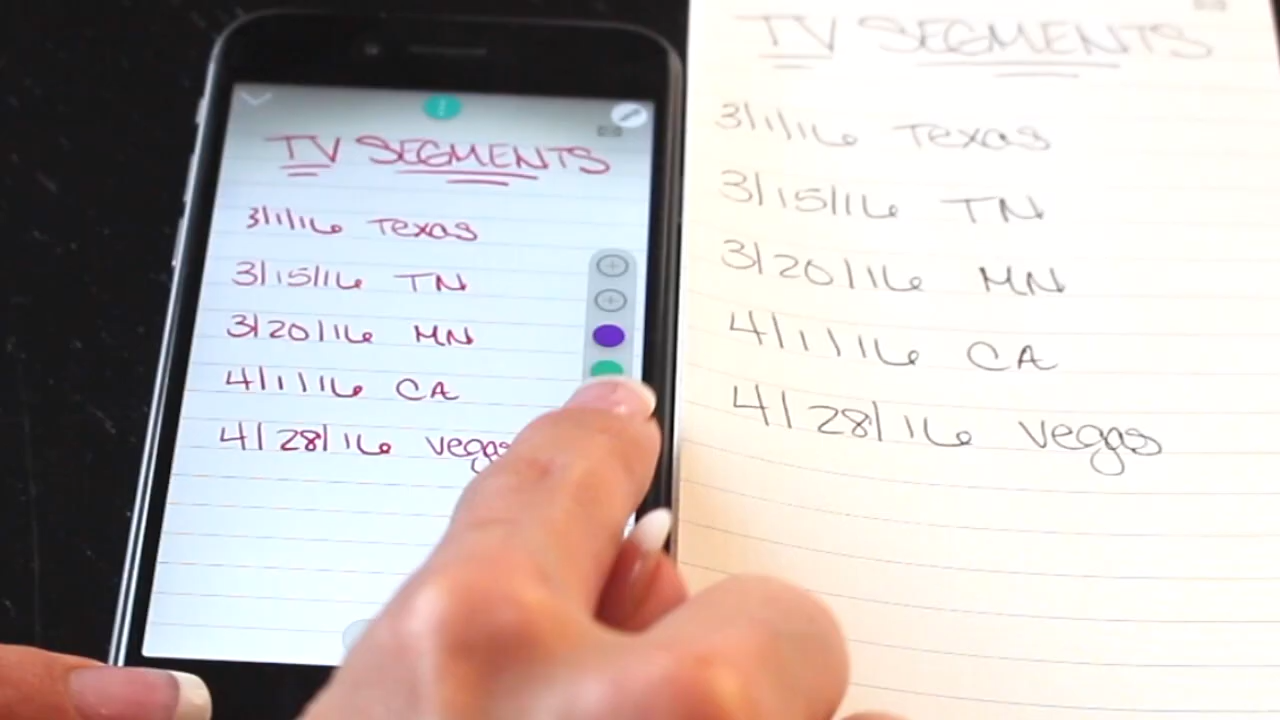 TV SEGMENTS
3/1/16 Texas
3/15/16 TN
3/20/16 MN
4/1/16 CA
4/28/16 Vegas
TV SEGMENTS
3/1/16 Texas
3/15/16 TN
3/20/16 MN
4/1/16 CA
4/28/16 Vegas